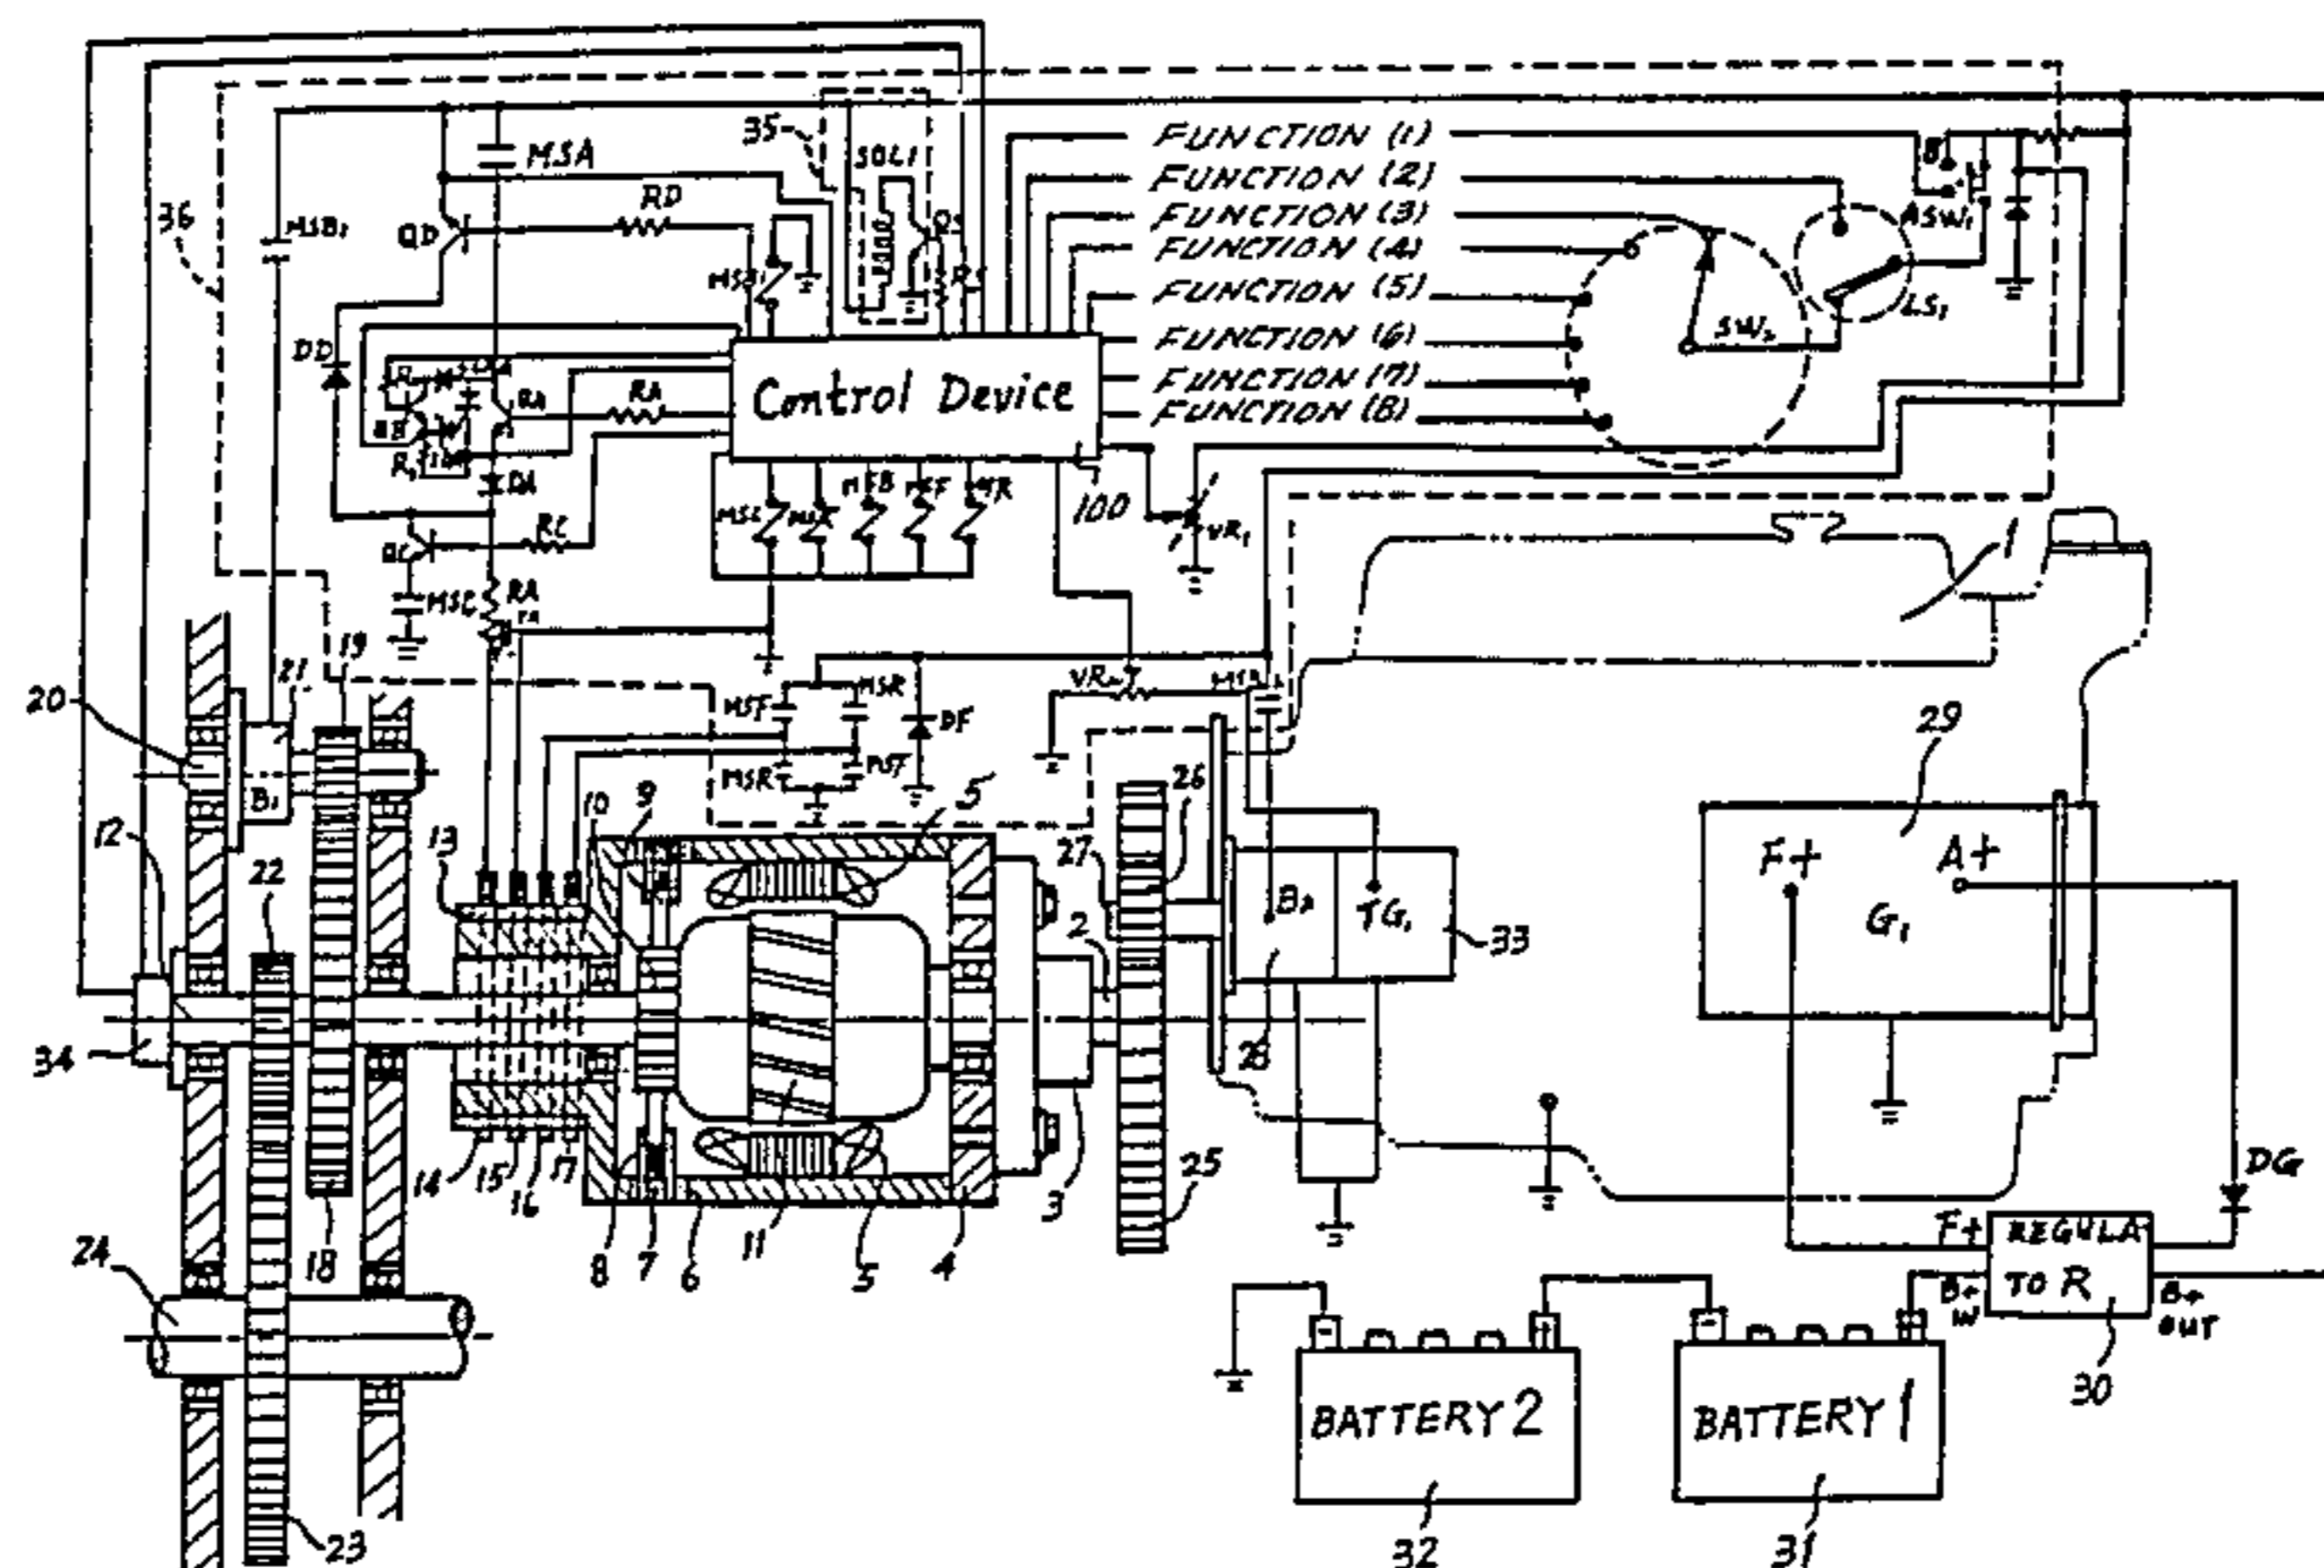 FUNCTION (1)
FUNCTION (2)
FUNCTION (3)
FUNCTION (4)
FUNCTION (5)
FUNCTION (6)
FUNCTION (7)
FUNCTION (8)
35
SOL1
MSA
RD
36
MSB1
QD
B
ASW1
LS1
SW2
DD
RA
Control Device
DA
RC
MSC
MFB
100
VR1
MSC
RA
1
19
21
20
VR2
MSR
MSF
DF
MSR
MSF
29
12
B1
10
9
5
26
13
22
27
2
F+
A+
G1
B2
TG1
33
28
34
14
15
16
17
18
8
7
6
11
5
4
3
25
24
DG
F+
REGULA
TO R
B+
B+
OUT
30
BATTERY 2
BATTERY 1
32
31
23